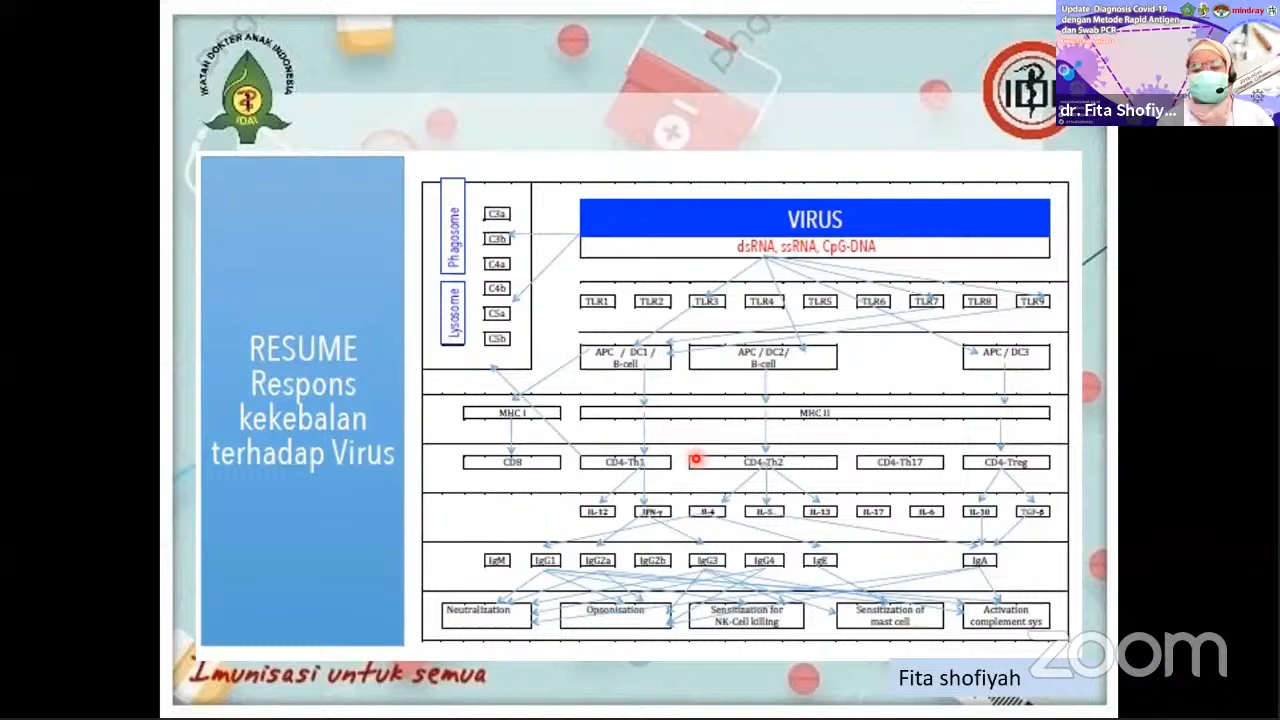 IKATAN DOKTER ANAK INDONESIA
IDAI
IDI
Update Diagnosis Covid-19
dengan Metode Rapid Antigen
dan Swab PCR
mindray
dr. Fita Shofiy...
RESUME
Respons
kekebalan
terhadap Virus
Phagosome
Lysosome
C3a
C3b
C4a
C4b
C5a
C5b
VIRUS
dsRNA, ssRNA, CpG-DNA
TLR1 TLR2 TLR3 TLR4 TLR5 TLR6 TLR7 TLR8 TLR9
APC / DC1 /
B-cell
APC / DC2/
B-cell
APC / DC3
MHC I MHC II
CD8 CD4-Th1 CD4-Th2 CD4-Th17 CD4-Treg
IL-12 IFN-γ IL-4 IL-5 IL-13 IL-17 IL-6 IL-10 TGF-β
IgM IgG1 IgG2a IgG2b IgG3 IgG4 IgE IgA
Neutralization
Opsonisation
Sensitization for
NK-Cell killing
Sensitization of
mast cell
Activation
complement sys
Imunisasi untuk semua
Fita shofiyah
zoom